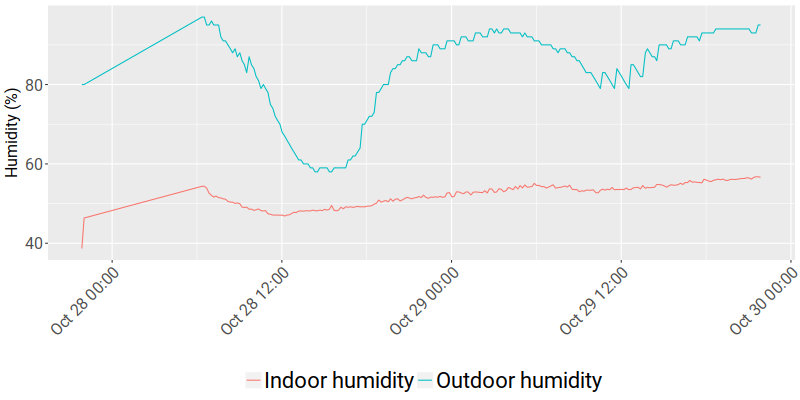 Humidity (%)
80
60
40
Oct 28 00:00
Oct 28 12:00
Oct 29 00:00
Oct 29 12:00
Oct 30 00:00
Indoor humidity
Outdoor humidity